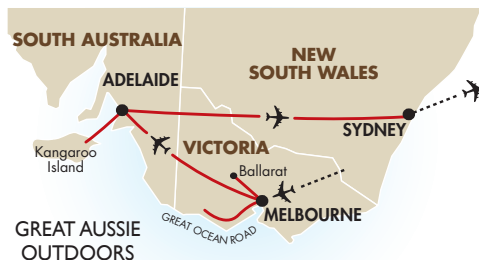 SOUTH AUSTRALIA
NEW
SOUTH WALES
ADELAIDE
SYDNEY
Kangaroo
Island
VICTORIA
Ballarat
MELBOURNE
GREAT OCEAN ROAD
GREAT AUSSIE
OUTDOORS